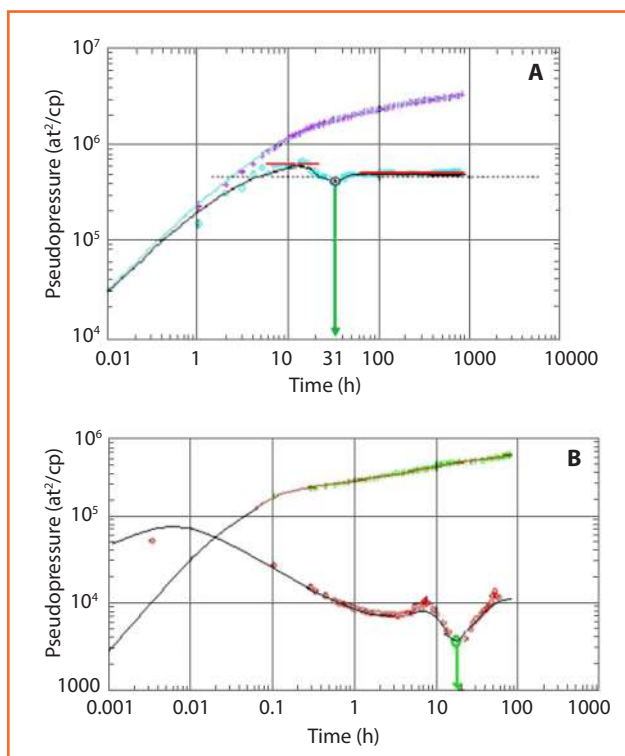 A
Pseudopressure (at²/cp)
10⁷
10⁶
10⁵
10⁴
0.01 1 10 31 100 1000 10000
Time (h)
B
Pseudopressure (at²/cp)
10⁶
10⁵
10⁴
1000
0.001 0.01 0.1 1 10 100 1000
Time (h)